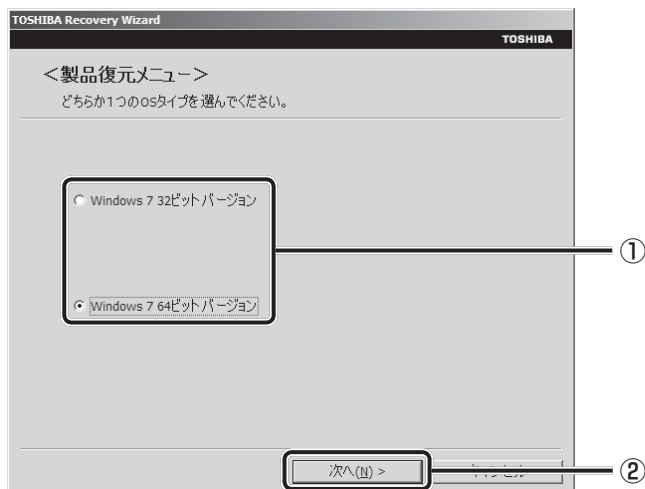 TOSHIBA Recovery Wizard
TOSHIBA
＜製品復元メニュー＞
どちらか1つのOSタイプを選んでください。
Windows 7 32ビットバージョン
①
Windows 7 64ビットバージョン
次へ(N) >
②